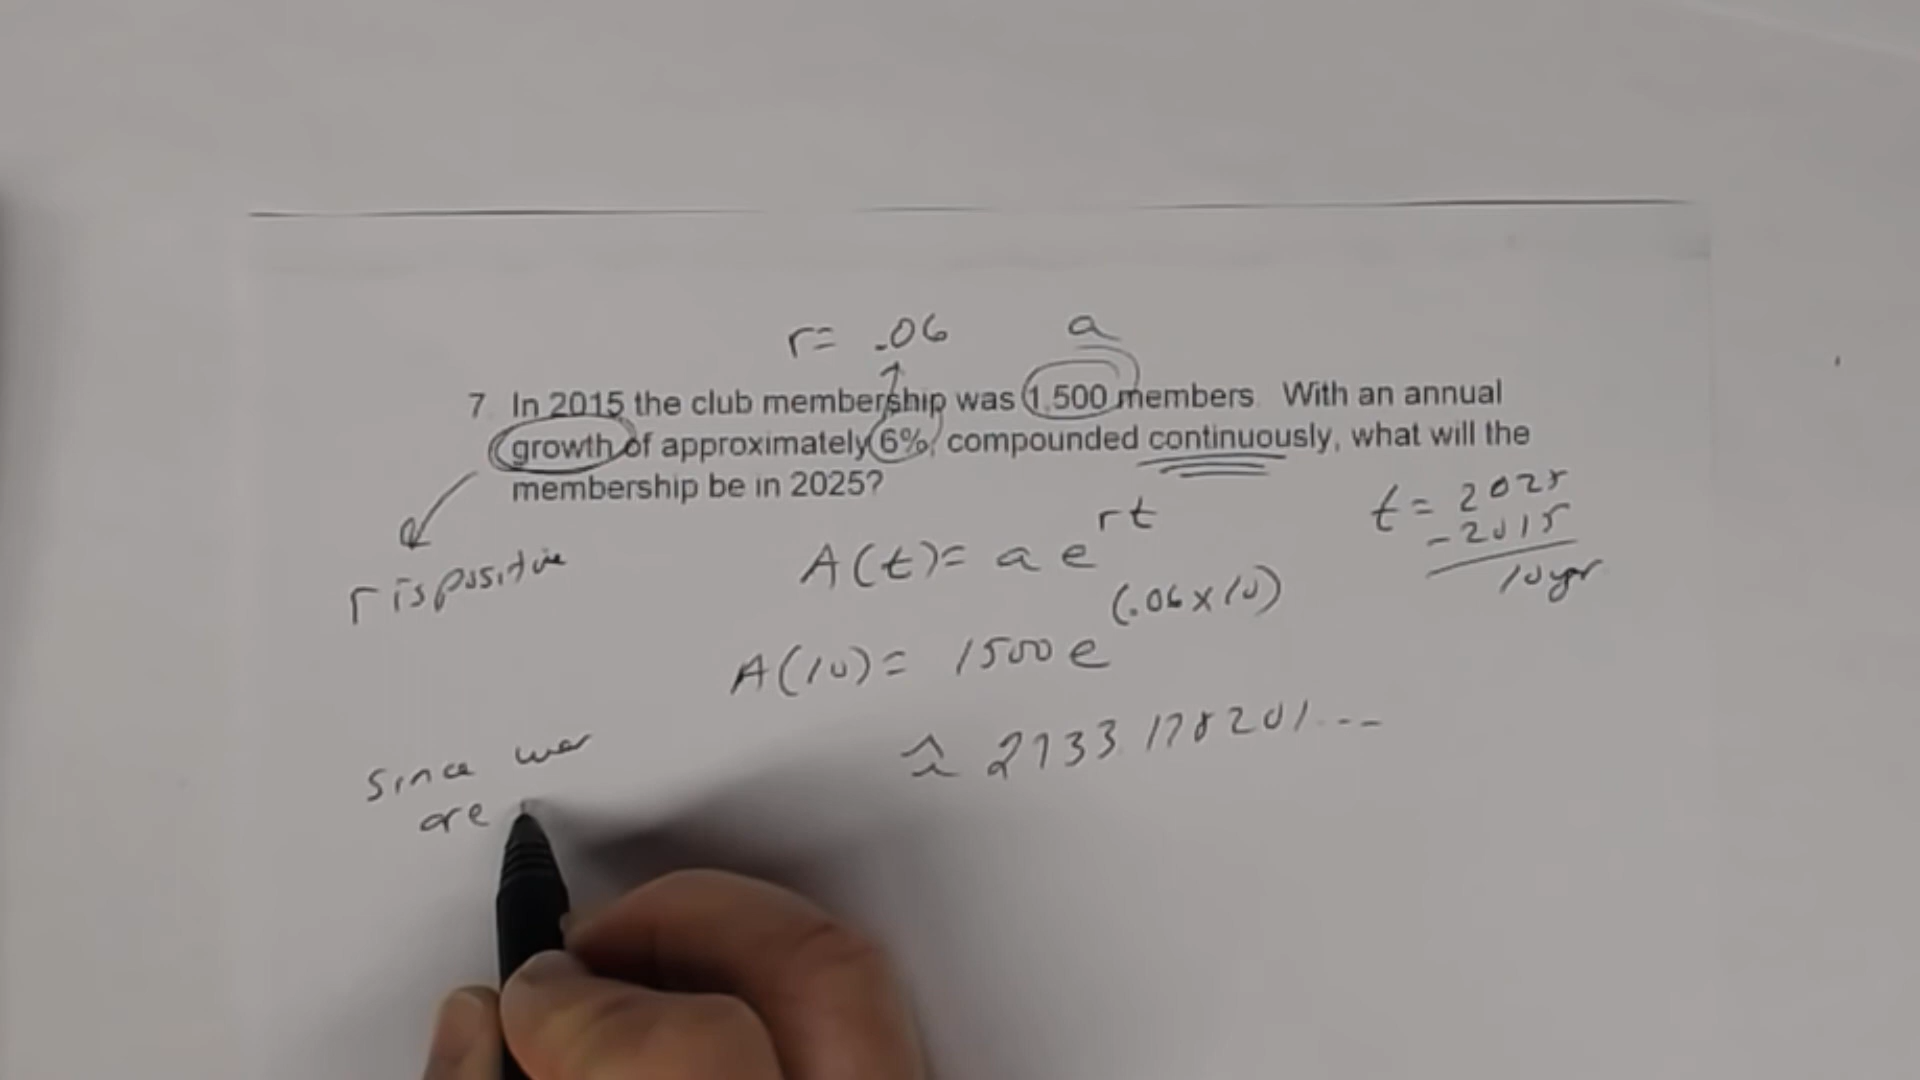 r= .06 a
7 In 2015 the club membership was 1,500 members. With an annual
growth of approximately 6%, compounded continuously, what will the
membership be in 2025?
t= 2025
-2015
10 yr
r is positive
A(t)= a e^rt
A(10)= 1500 e^(.06x10)
≈ 2733.178201...
since we
are